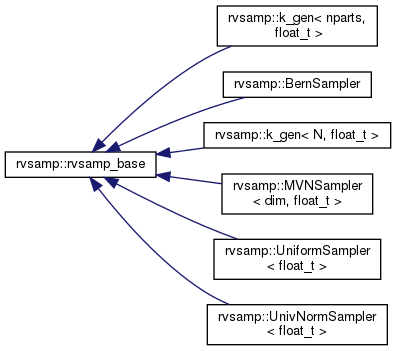 rvsamp::k_gen< nparts,
float_t >
rvsamp::BernSampler
rvsamp::k_gen< N, float_t >
rvsamp::rvsamp_base
rvsamp::MVNSampler
< dim, float_t >
rvsamp::UniformSampler
< float_t >
rvsamp::UnivNormSampler
< float_t >